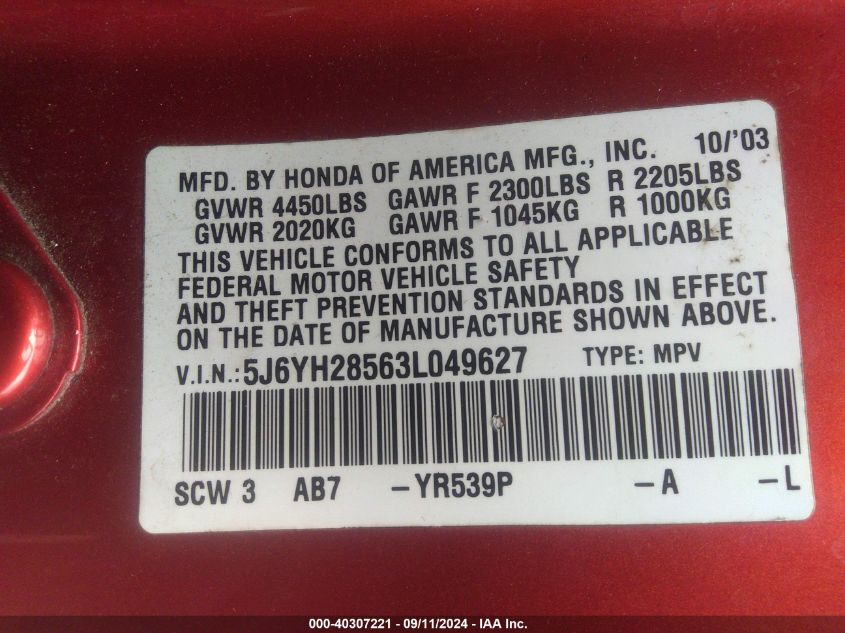 MFD. BY HONDA OF AMERICA MFG., INC. 10/'03
GVWR 4450LBS GAWR F 2300LBS R 2205LBS
GVWR 2020KG GAWR F 1045KG R 1000KG
THIS VEHICLE CONFORMS TO ALL APPLICABLE
FEDERAL MOTOR VEHICLE SAFETY
AND THEFT PREVENTION STANDARDS IN EFFECT
ON THE DATE OF MANUFACTURE SHOWN ABOVE.
V.I.N.:5J6YH28563L049627 TYPE: MPV
SCW 3 AB7 -YR539P -A -L
000-40307221 - 09/11/2024 - IAA Inc.